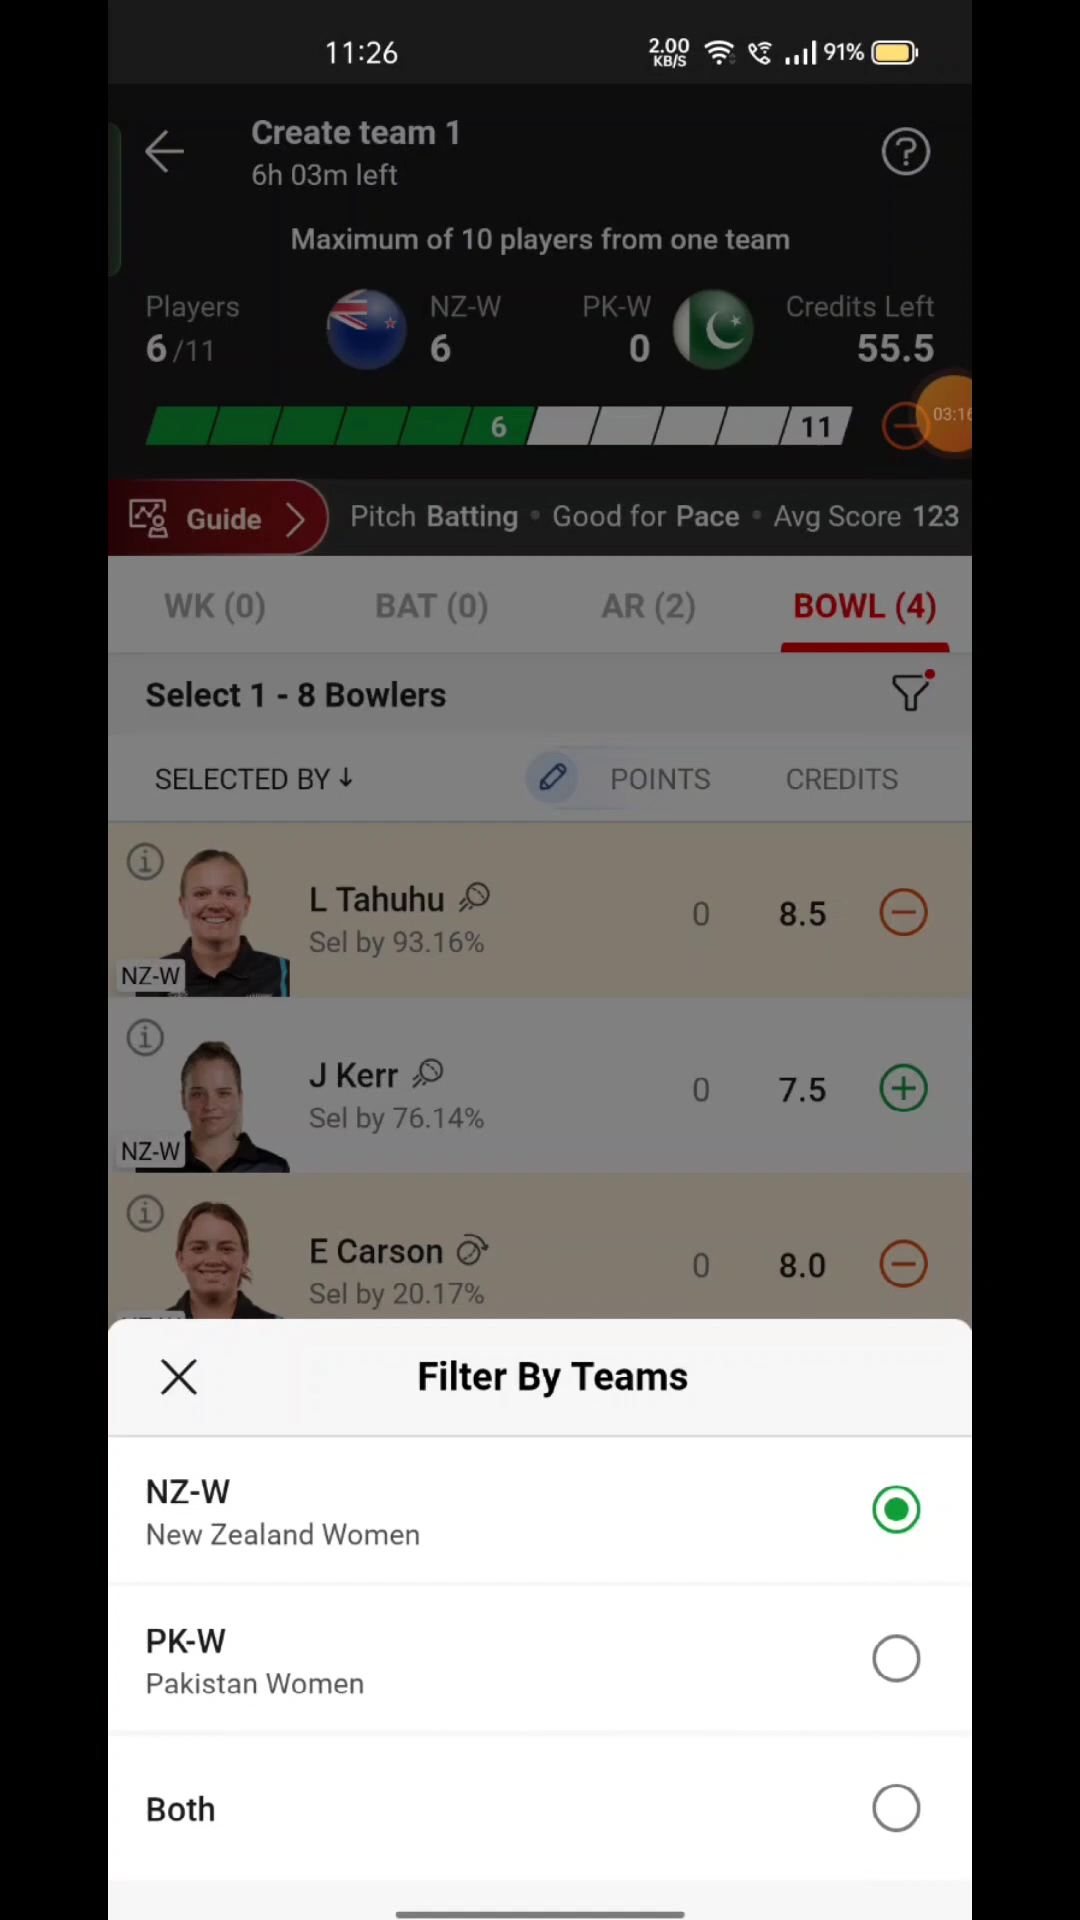 11:26
2.00 KB/S
91%
Create team 1
6h 03m left
Maximum of 10 players from one team
Players
6/11
NZ-W
6
PK-W
0
Credits Left
55.5
6
11
03:16
Guide
Pitch Batting • Good for Pace • Avg Score 123
WK (0)
BAT (0)
AR (2)
BOWL (4)
Select 1 - 8 Bowlers
SELECTED BY ↓
POINTS
CREDITS
L Tahuhu
Sel by 93.16%
0
8.5
NZ-W
J Kerr
Sel by 76.14%
0
7.5
NZ-W
E Carson
Sel by 20.17%
0
8.0
Filter By Teams
NZ-W
New Zealand Women
PK-W
Pakistan Women
Both